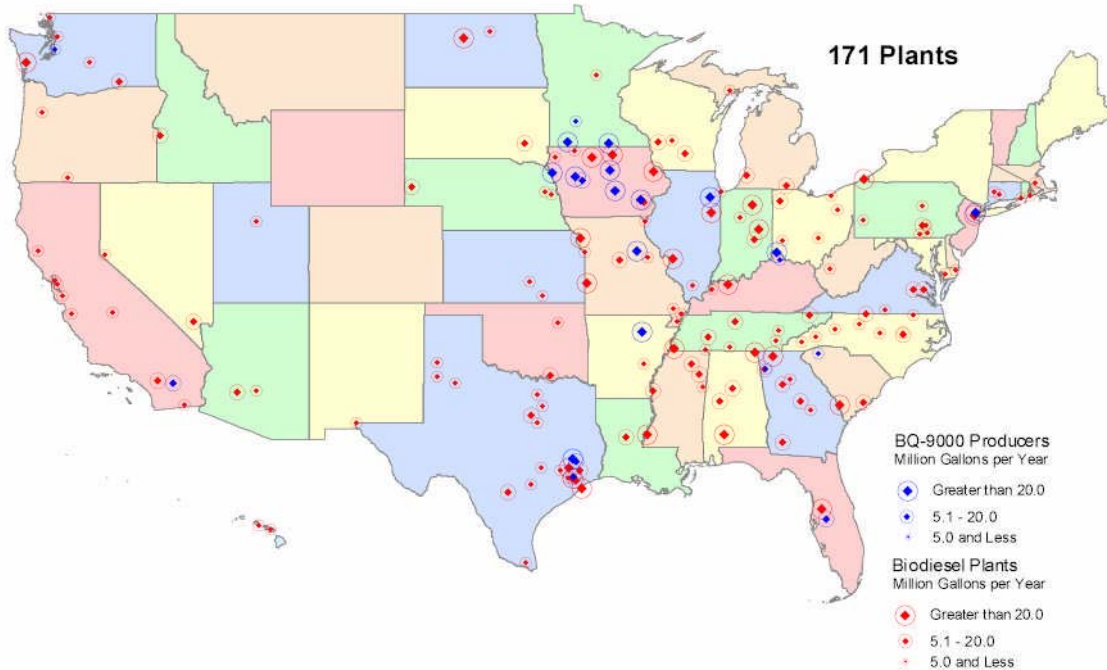 171 Plants
BQ-9000 Producers
Million Gallons per Year
Greater than 20.0
5.1 - 20.0
5.0 and Less
Biodiesel Plants
Million Gallons per Year
Greater than 20.0
5.1 - 20.0
5.0 and Less